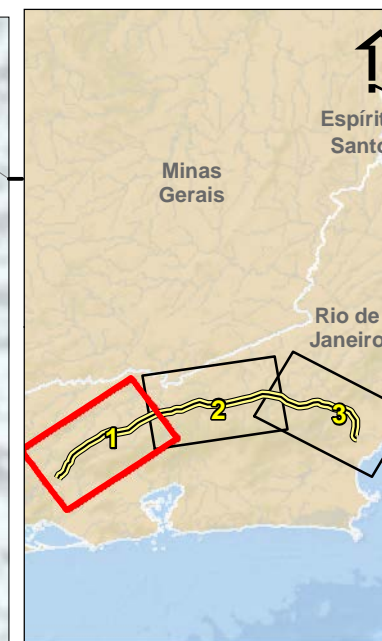 Espírit
Santo
Minas
Gerais
Rio de
Janeiro
1
2
3